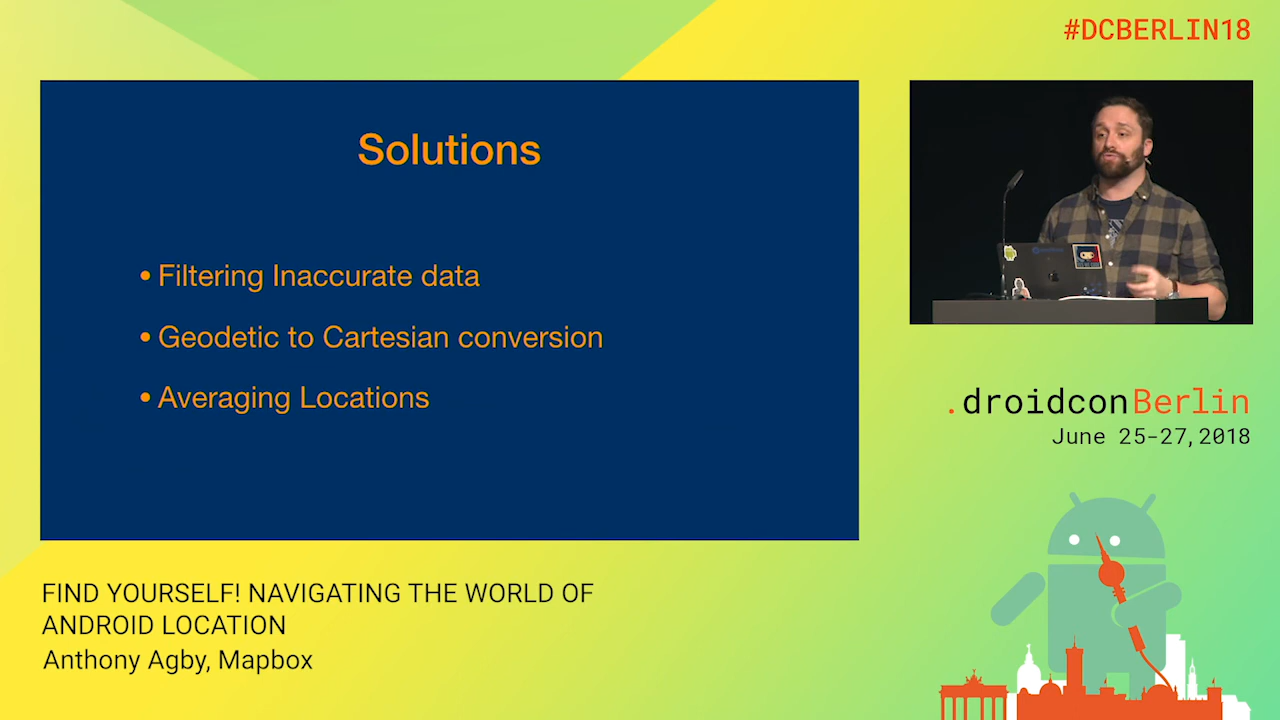 #DCBERLIN18
Solutions
• Filtering Inaccurate data
• Geodetic to Cartesian conversion
• Averaging Locations
.droidconBerlin
June 25-27,2018
FIND YOURSELF! NAVIGATING THE WORLD OF
ANDROID LOCATION
Anthony Agby, Mapbox